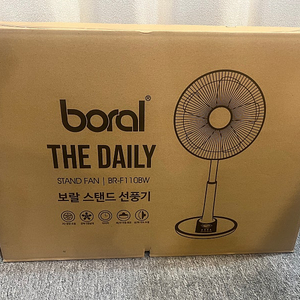 boral®
THE DAILY
STAND FAN | BR-F110BW
보랄 스탠드 선풍기